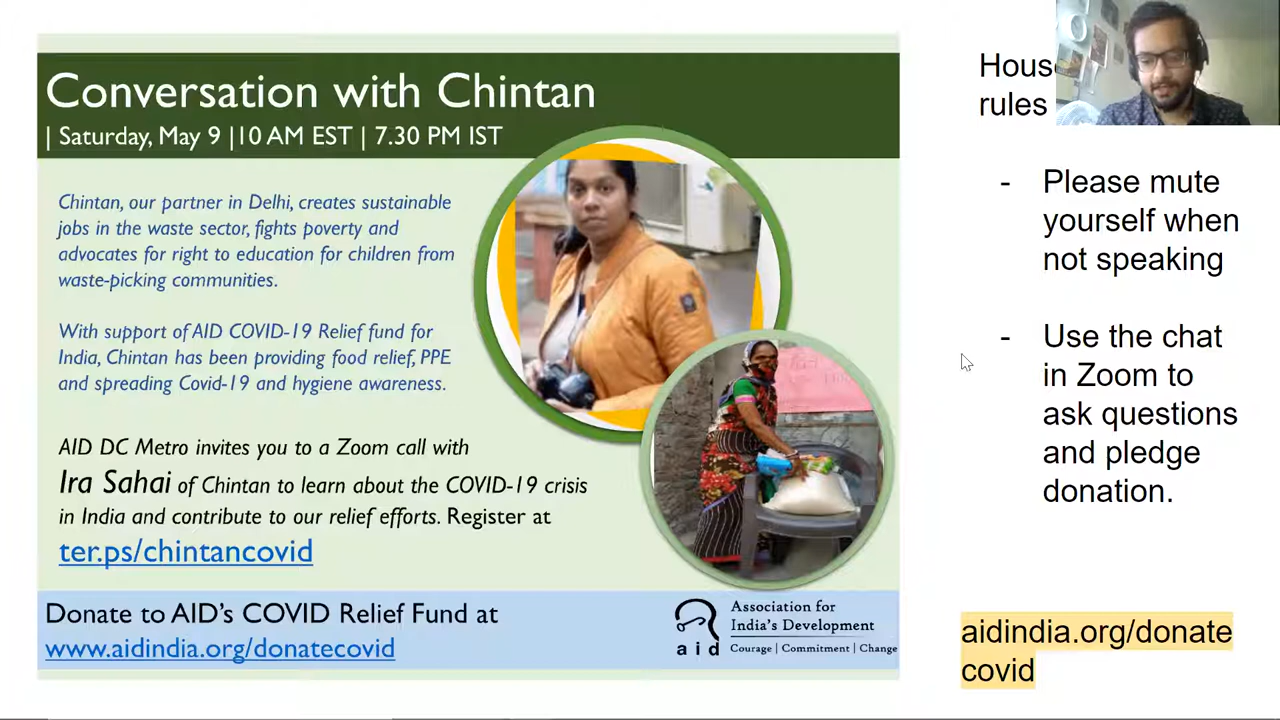 Conversation with Chintan
| Saturday, May 9 |10 AM EST | 7.30 PM IST
Chintan, our partner in Delhi, creates sustainable
jobs in the waste sector, fights poverty and
advocates for right to education for children from
waste-picking communities.
With support of AID COVID-19 Relief fund for
India, Chintan has been providing food relief, PPE
and spreading Covid-19 and hygiene awareness.
AID DC Metro invites you to a Zoom call with
Ira Sahai of Chintan to learn about the COVID-19 crisis
in India and contribute to our relief efforts. Register at
ter.ps/chintancovid
Donate to AID's COVID Relief Fund at
www.aidindia.org/donatecovid
aid
Association for
India's Development
Courage | Commitment | Change
rules
- Please mute
yourself when
not speaking
- Use the chat
in Zoom to
ask questions
and pledge
donation.
aidindia.org/donate
covid